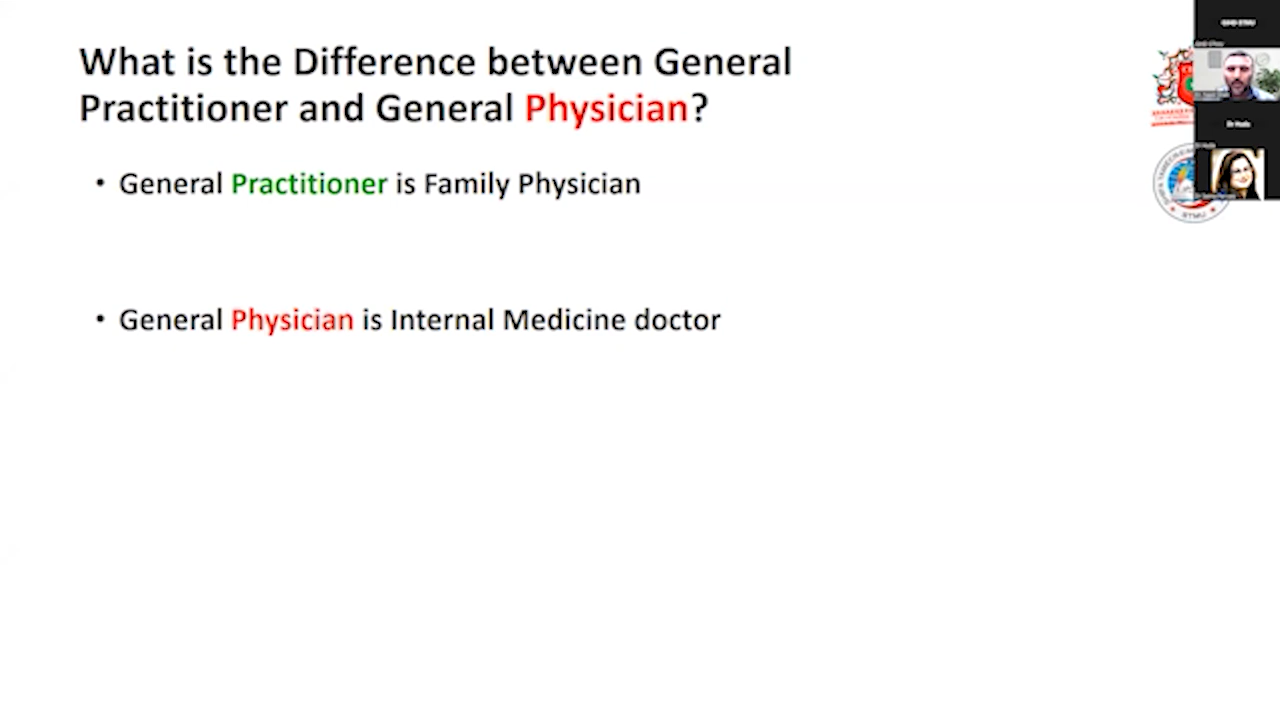 What is the Difference between General
Practitioner and General Physician?
• General Practitioner is Family Physician
• General Physician is Internal Medicine doctor
STMU